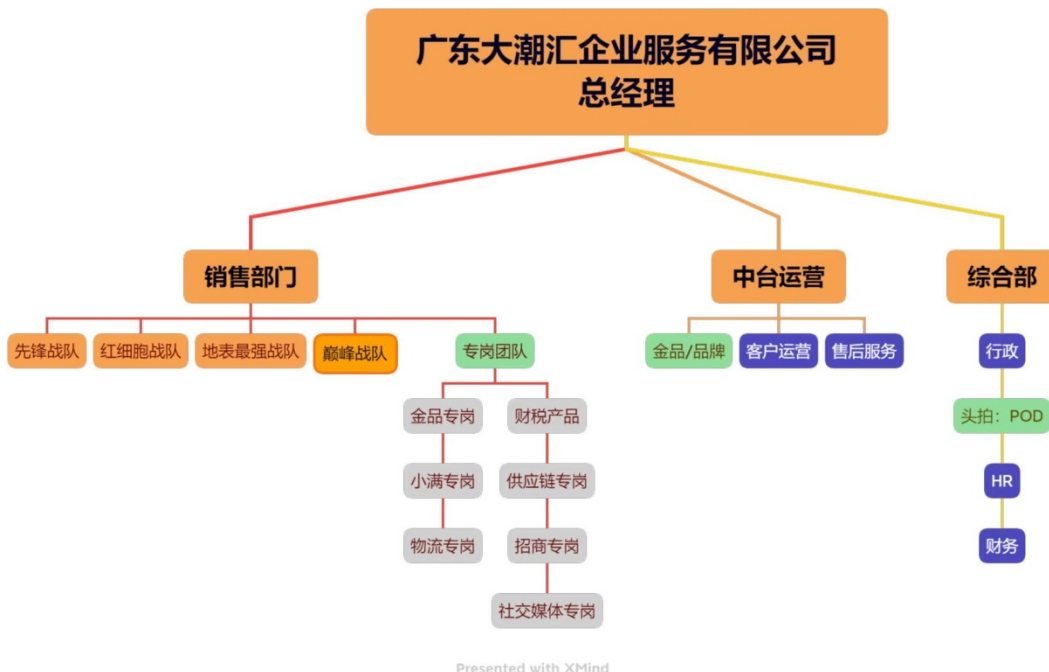 广东大潮汇企业服务有限公司
总经理
销售部门
中台运营
综合部
先锋战队
红细胞战队
地表最强战队
巅峰战队
专岗团队
金品/品牌
客户运营
售后服务
行政
金品专岗
财税产品
头拍：POD
小满专岗
供应链专岗
HR
物流专岗
招商专岗
财务
社交媒体专岗
Presented with XMind